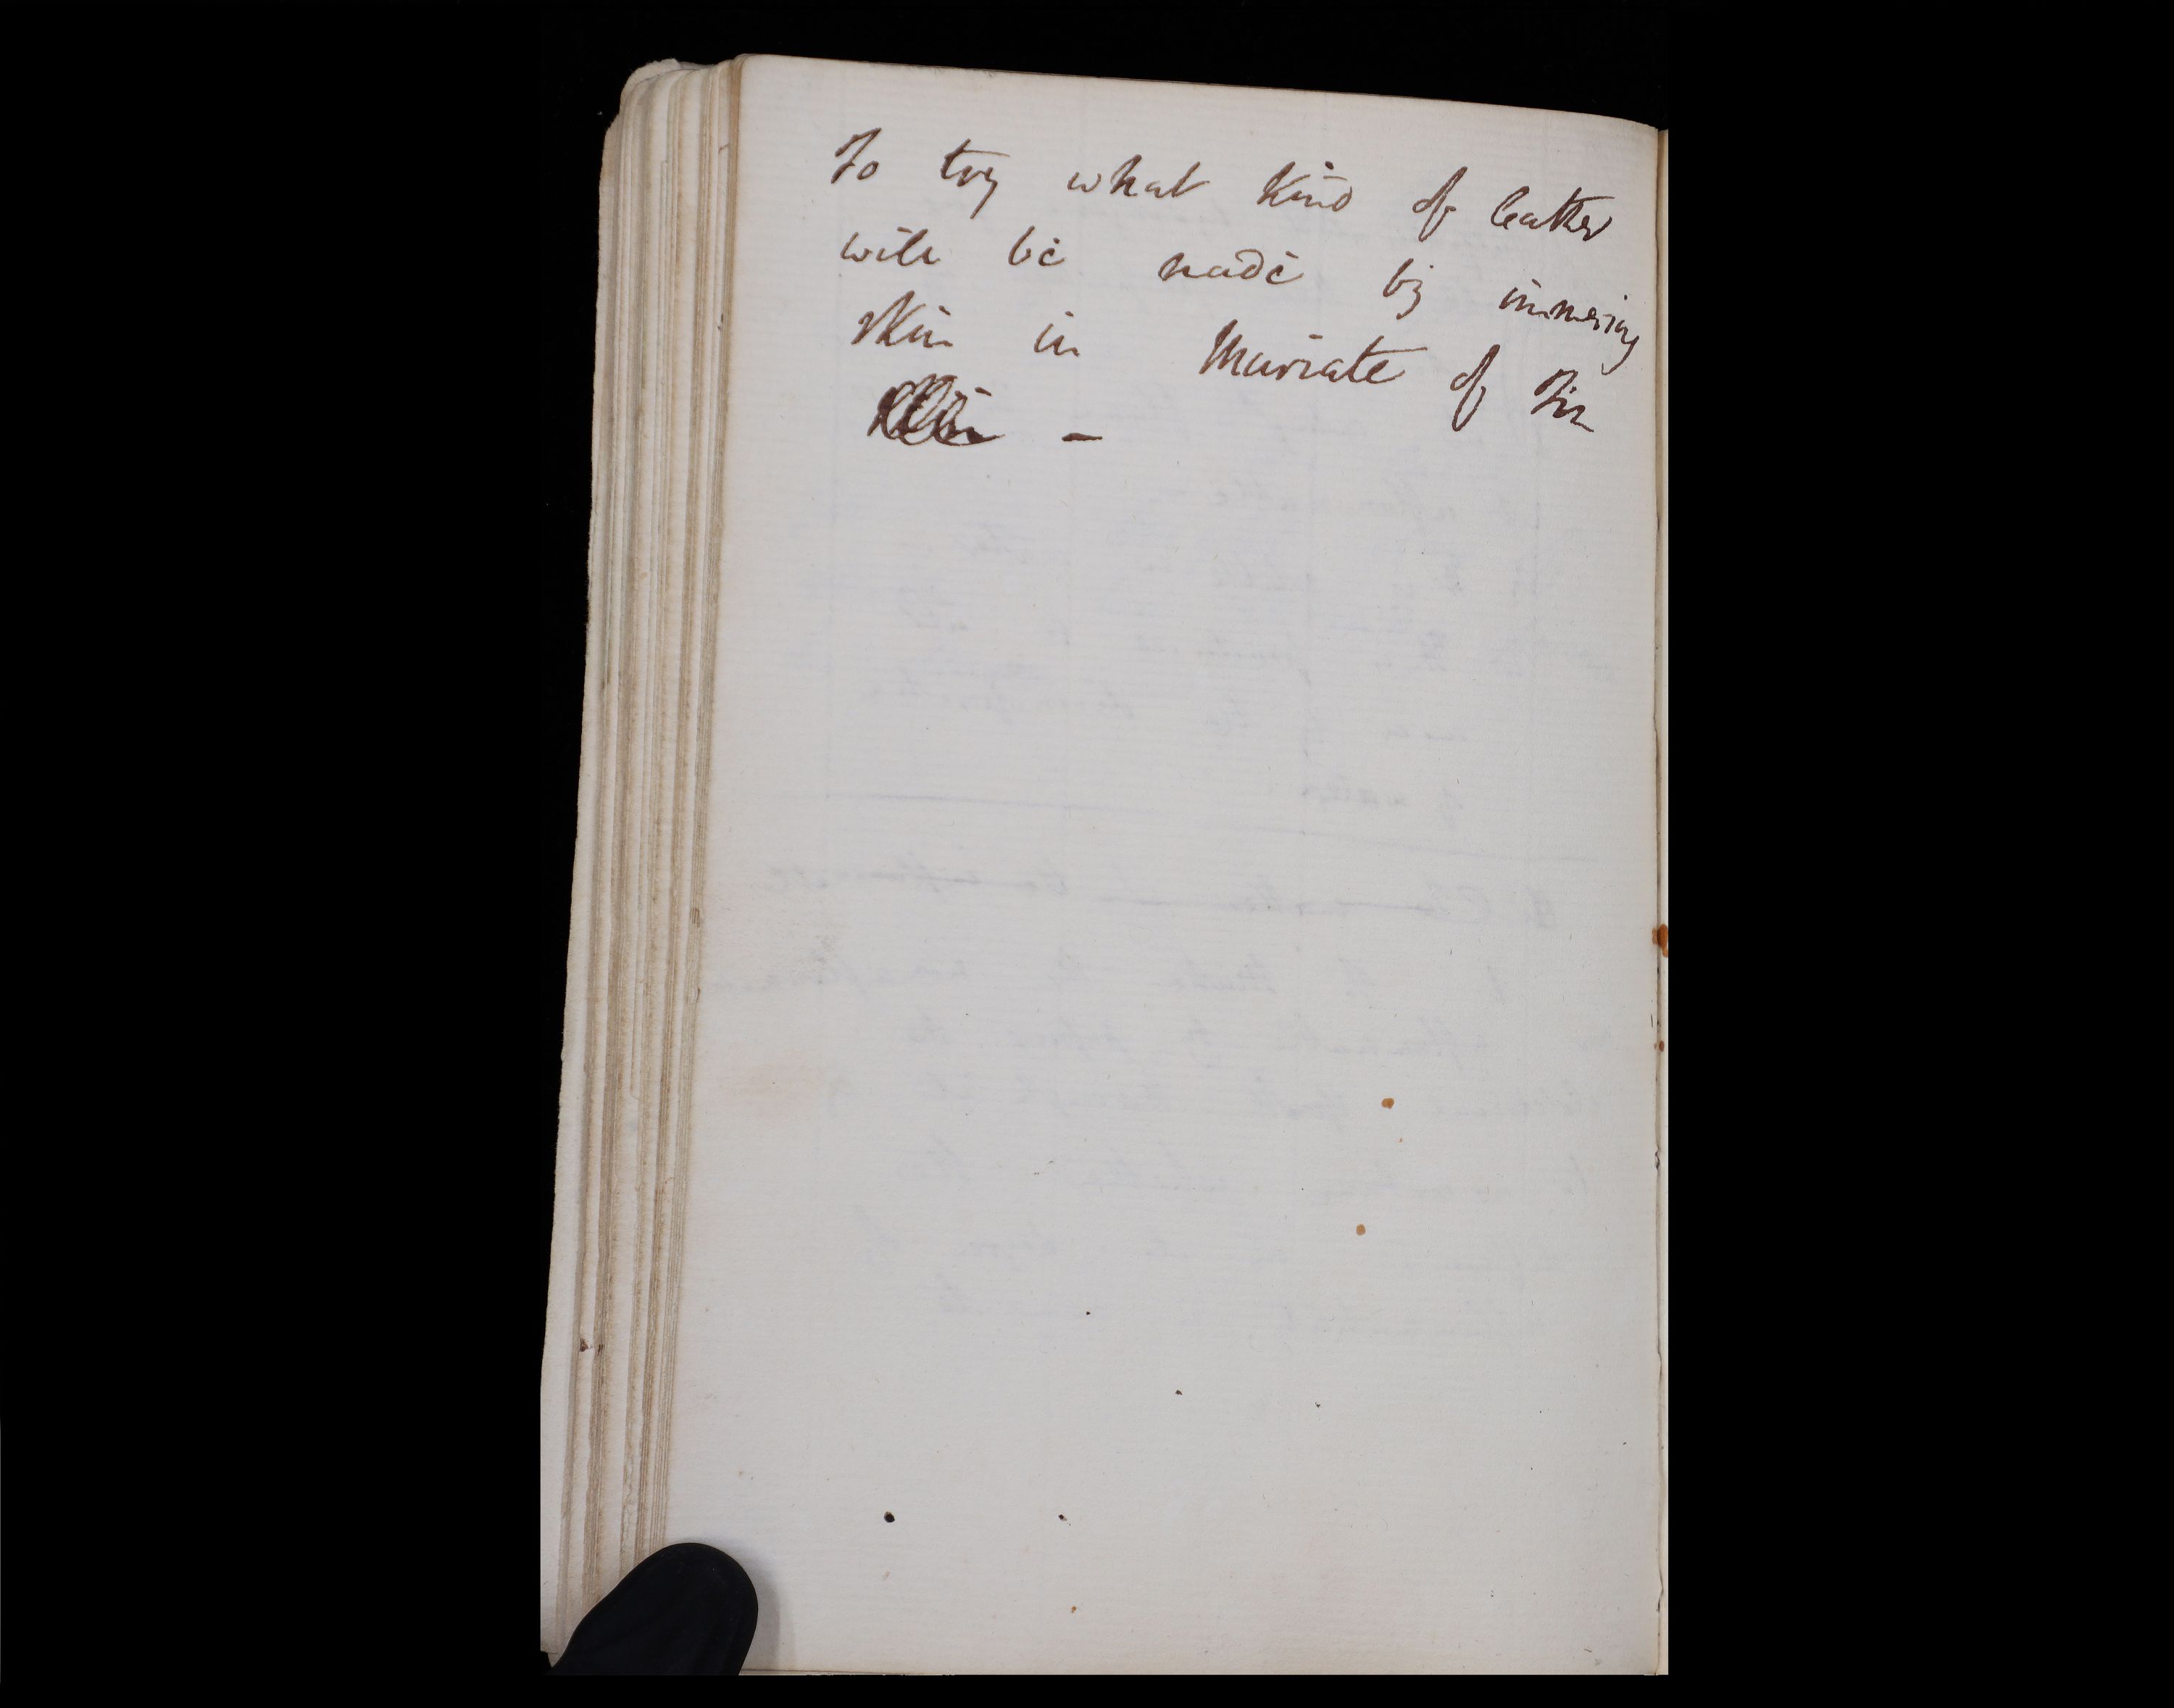 To try what kind of leather
will be made by immersing
skin in Muriate of Tin
-